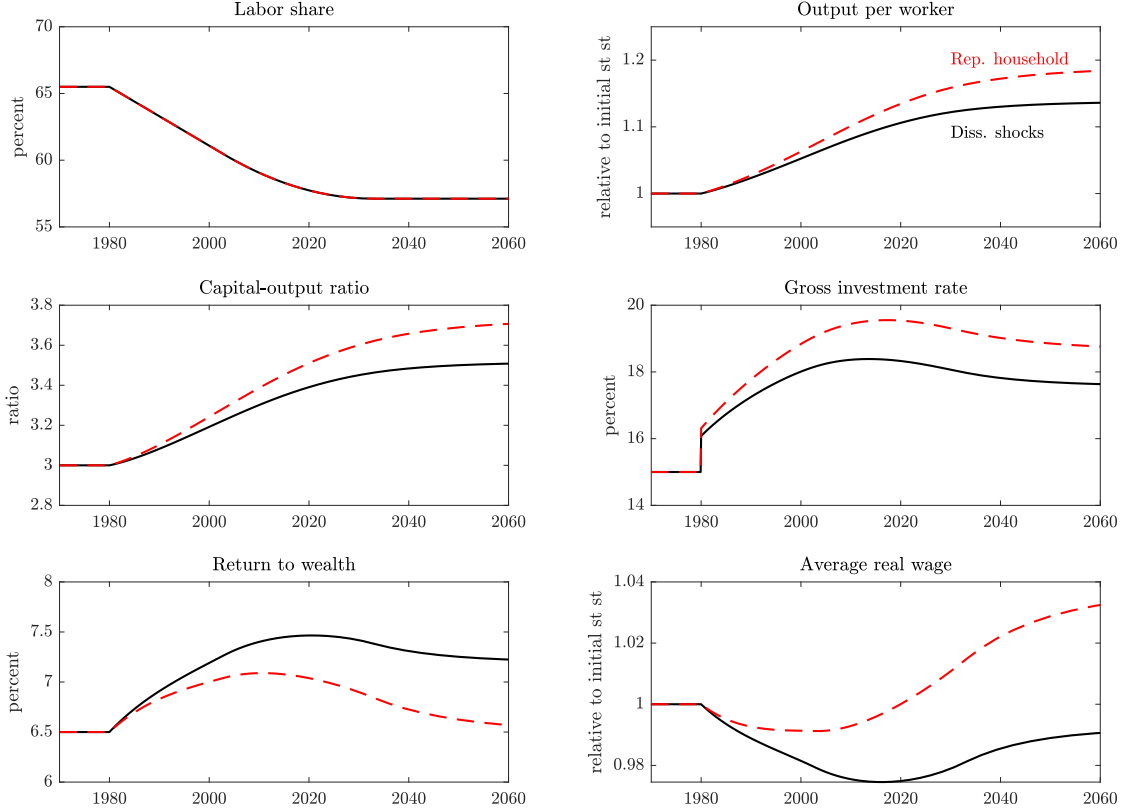 Labor share
70
65
60
55
percent
1980 2000 2020 2040 2060
Output per worker
1.2
1.1
1
relative to initial st st
Rep. household
Diss. shocks
1980 2000 2020 2040 2060
Capital-output ratio
3.8
3.6
3.4
3.2
3
2.8
ratio
1980 2000 2020 2040 2060
Gross investment rate
20
18
16
14
percent
1980 2000 2020 2040 2060
Return to wealth
8
7.5
7
6.5
6
percent
1980 2000 2020 2040 2060
Average real wage
1.04
1.02
1
0.98
relative to initial st st
1980 2000 2020 2040 2060